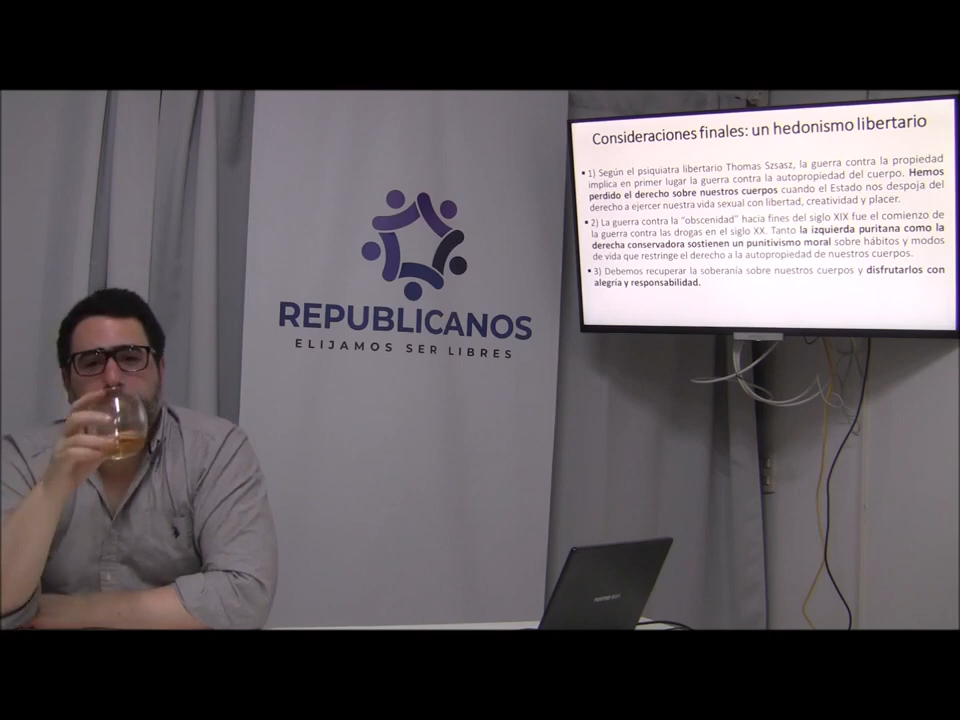 REPUBLICANOS
ELIJAMOS SER LIBRES
Consideraciones finales: un hedonismo libertario
▪ 1) Según el psiquiatra libertario Thomas Szsasz, la guerra contra la propiedad
implica en primer lugar la guerra contra la autopropiedad del cuerpo. Hemos
perdido el derecho sobre nuestros cuerpos cuando el Estado nos despoja del
derecho a ejercer nuestra vida sexual con libertad, creatividad y placer.
▪ 2) La guerra contra la “obscenidad” hacia fines del siglo XIX fue el comienzo de
la guerra contra las drogas en el siglo XX. Tanto la izquierda puritana como la
derecha conservadora sostienen un punitivismo moral sobre hábitos y modos
de vida que restringe el derecho a la autopropiedad de nuestros cuerpos.
▪ 3) Debemos recuperar la soberanía sobre nuestros cuerpos y disfrutarlos con
alegria y responsabilidad.